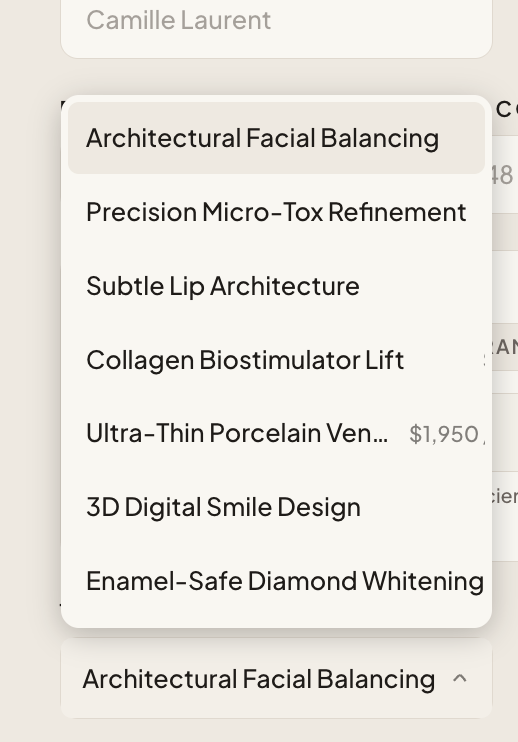 Camille Laurent
Architectural Facial Balancing
48
Precision Micro-Tox Refinement
Subtle Lip Architecture
Collagen Biostimulator Lift
Ultra-Thin Porcelain Ven... $1,950
3D Digital Smile Design
Enamel-Safe Diamond Whitening
Architectural Facial Balancing